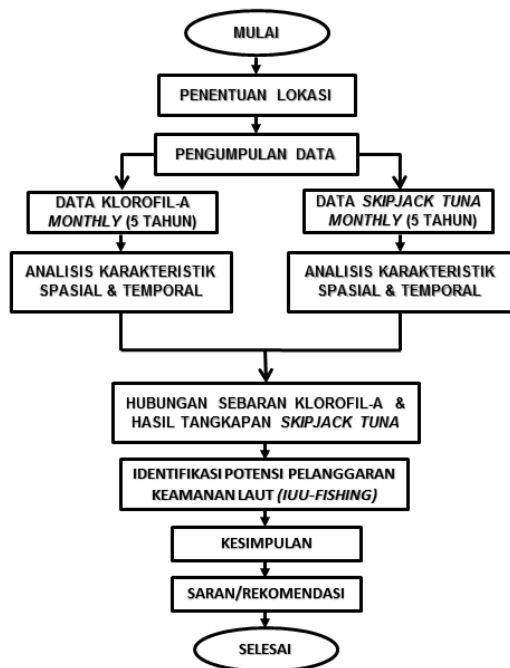 MULAI
PENENTUAN LOKASI
PENGUMPULAN DATA
DATA KLOROFIL-A
MONTHLY (5 TAHUN)
DATA SKIPJACK TUNA
MONTHLY (5 TAHUN)
ANALISIS KARAKTERISTIK
SPASIAL & TEMPORAL
ANALISIS KARAKTERISTIK
SPASIAL & TEMPORAL
HUBUNGAN SEBARAN KLOROFIL-A &
HASIL TANGKAPAN SKIPJACK TUNA
IDENTIFIKASI POTENSI PELANGGARAN
KEAMANAN LAUT (IUU-FISHING)
KESIMPULAN
SARAN/REKOMENDASI
SELESAI